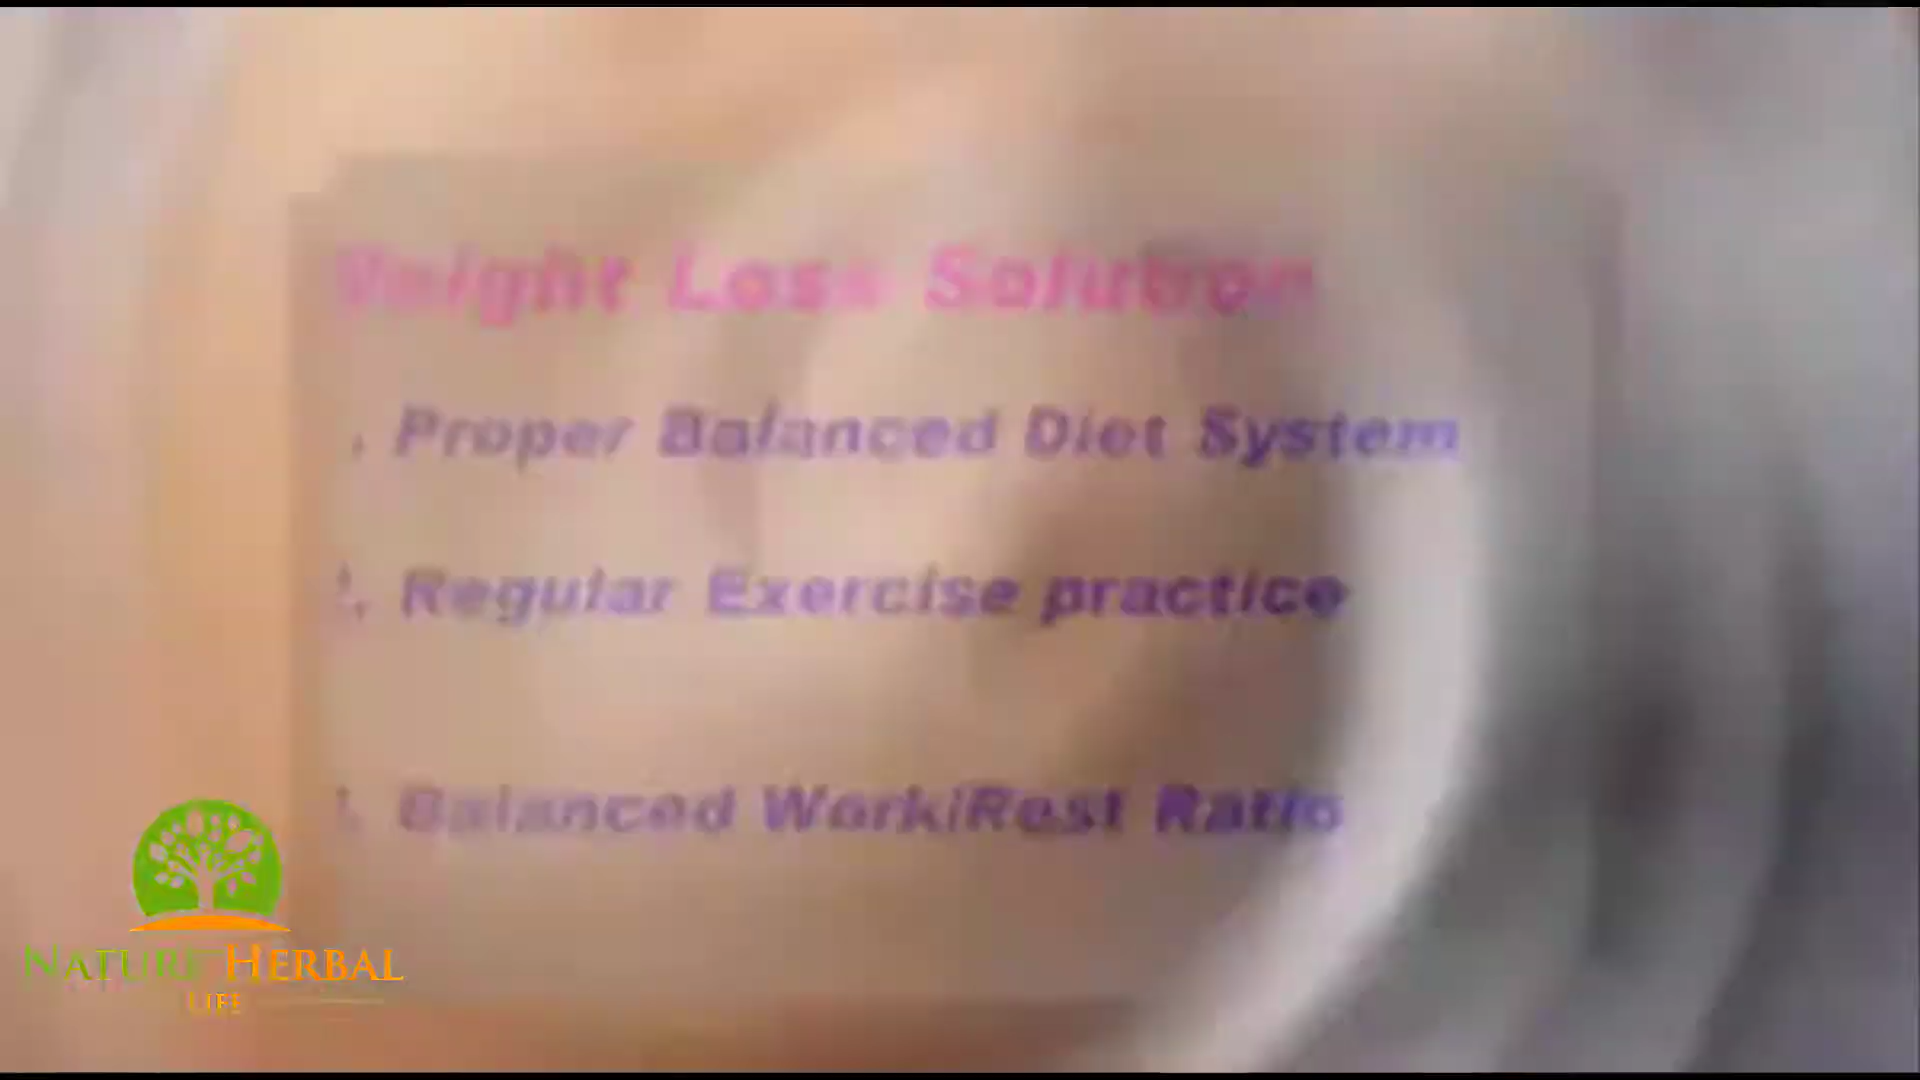 Weight Loss Solution
. Proper Balanced Diet System
. Regular Exercise practice
. Balanced Work/Rest Ratio
NATURE HERBAL
LIFE